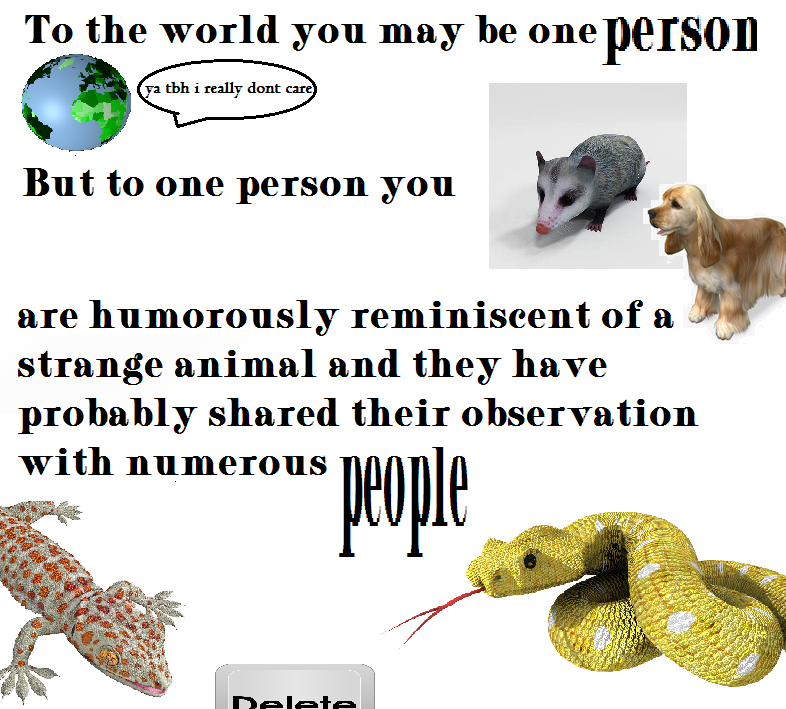 To the world you may be one person
ya tbh i really dont care
But to one person you
are humorously reminiscent of a
strange animal and they have
probably shared their observation
with numerous people
Delete